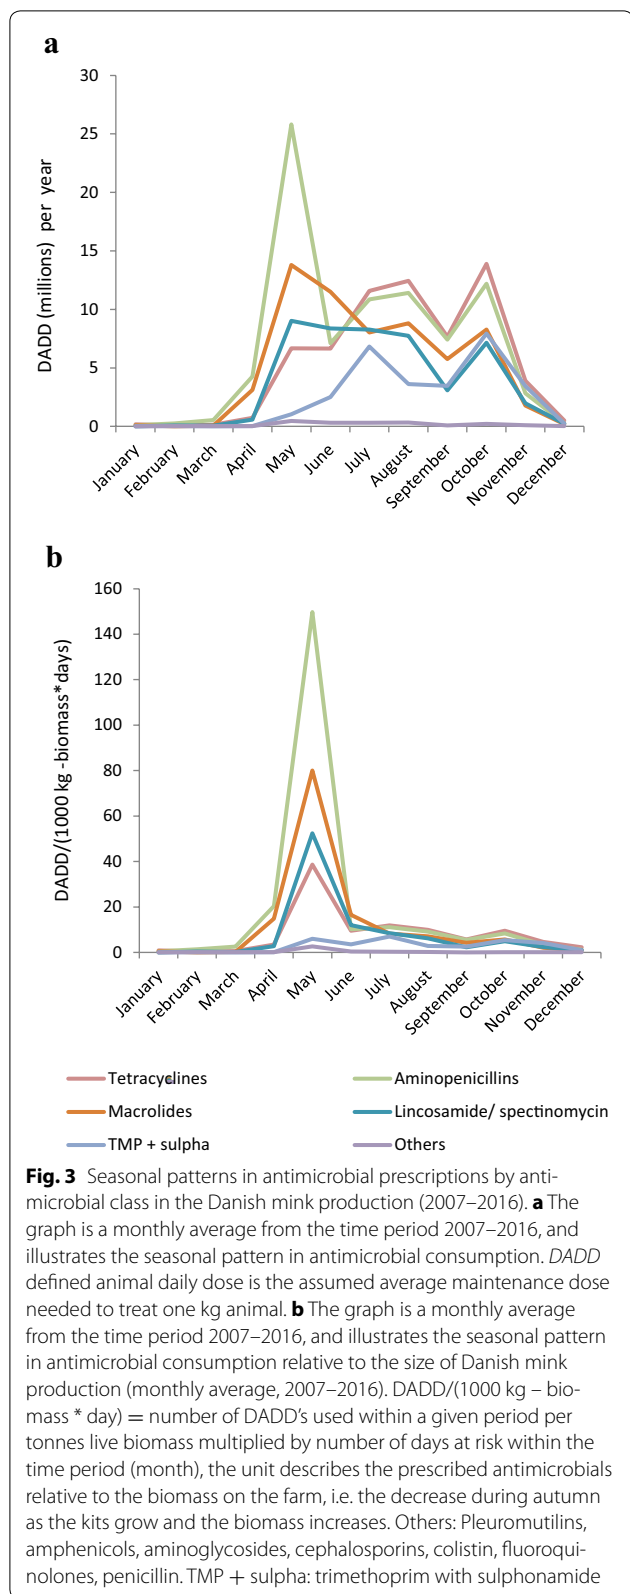 a
30
25
20
15
10
5
0
DADD (millions) per year
January
February
March
April
May
June
July
August
September
October
November
December
b
160
140
120
100
80
60
40
20
0
DADD/(1000 kg -biomass*days)
January
February
March
April
May
June
July
August
September
October
November
December
Tetracyclines
Aminopenicillins
Macrolides
Lincosamide/ spectinomycin
TMP + sulpha
Others
Fig. 3 Seasonal patterns in antimicrobial prescriptions by anti-
microbial class in the Danish mink production (2007–2016). a The
graph is a monthly average from the time period 2007–2016, and
illustrates the seasonal pattern in antimicrobial consumption. DADD
defined animal daily dose is the assumed average maintenance dose
needed to treat one kg animal. b The graph is a monthly average
from the time period 2007–2016, and illustrates the seasonal pattern
in antimicrobial consumption relative to the size of Danish mink
production (monthly average, 2007–2016). DADD/(1000 kg – bio-
mass * day) = number of DADD's used within a given period per
tonnes live biomass multiplied by number of days at risk within the
time period (month), the unit describes the prescribed antimicrobials
relative to the biomass on the farm, i.e. the decrease during autumn
as the kits grow and the biomass increases. Others: Pleuromutilins,
amphenicols, aminoglycosides, cephalosporins, colistin, fluoroqui-
nolones, penicillin. TMP + sulpha: trimethoprim with sulphonamide